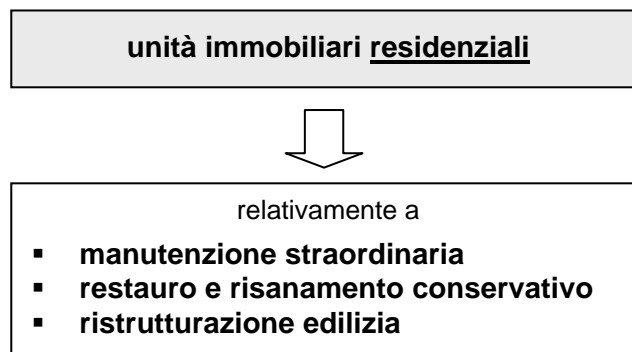 unità immobiliari residenziali
relativamente a
▪ manutenzione straordinaria
▪ restauro e risanamento conservativo
▪ ristrutturazione edilizia